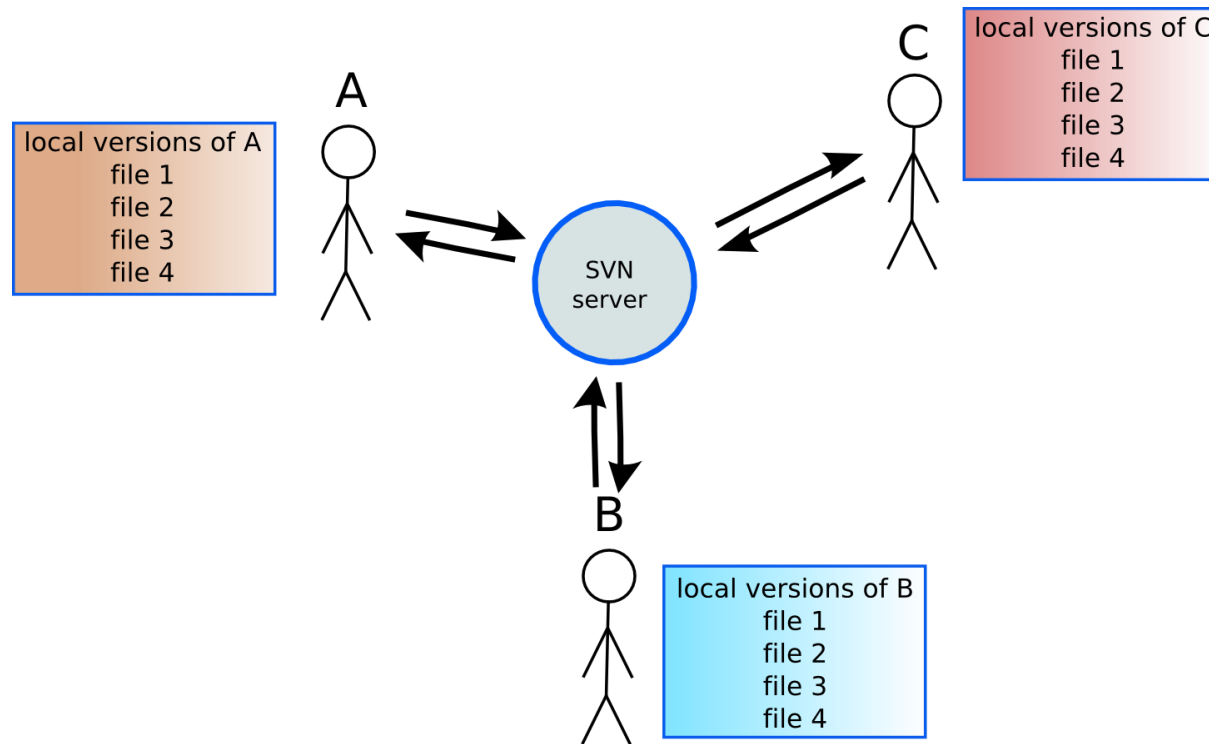 A
local versions of A
file 1
file 2
file 3
file 4
C
local versions of C
file 1
file 2
file 3
file 4
SVN
server
B
local versions of B
file 1
file 2
file 3
file 4